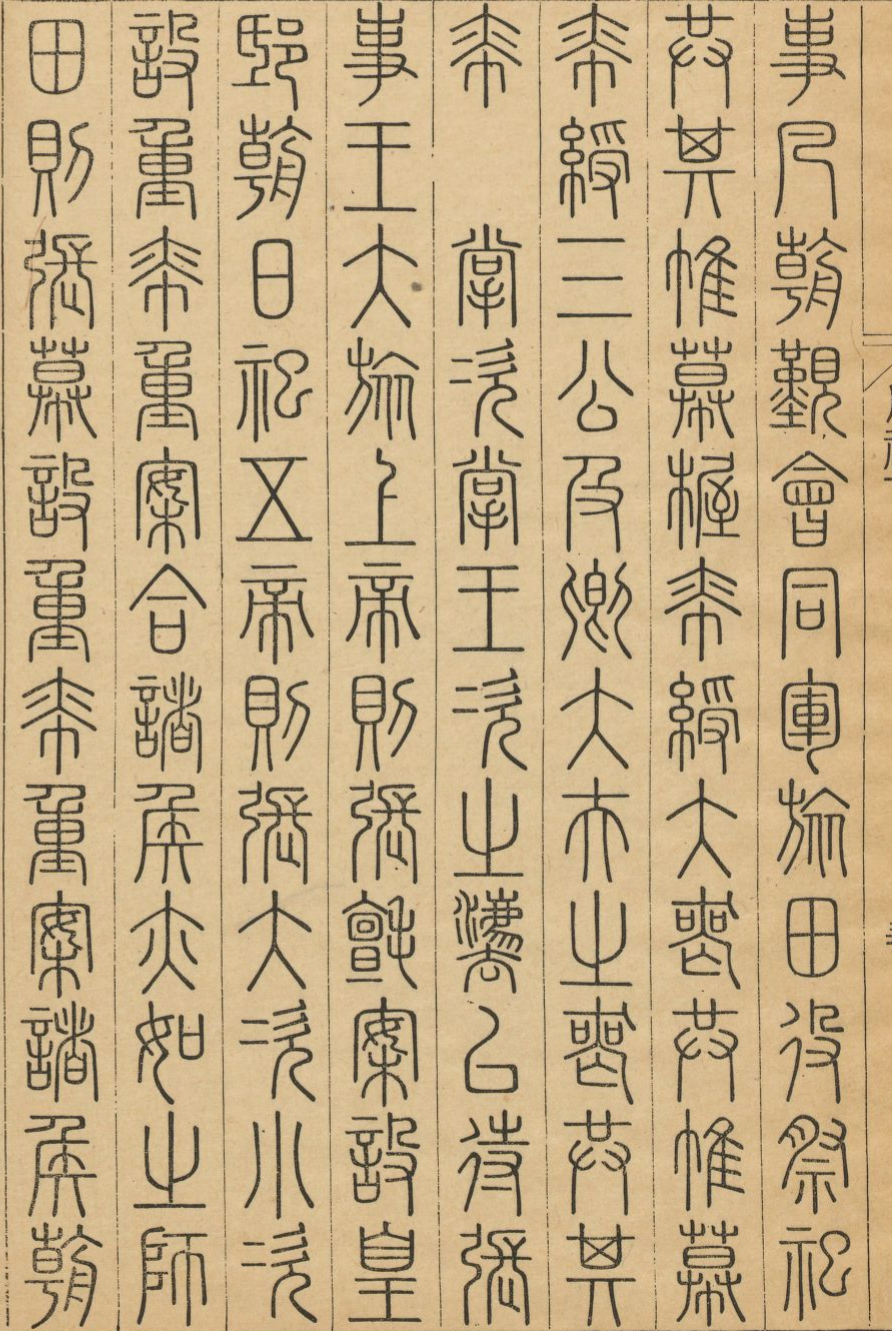 事凡朝覲會同軍旅田役祭祀
共其帷幕幄帟綬大喪共帷幕
帟綬三公及卿大夫之喪共其
帟　掌次掌王次之灋㠯待張
事王大旅上帝則張氈案設皇
邸朝日祀五帝則張大次小次
設重帟重案合諸侯亦如之師
田則張幕設重帟重案諸侯朝